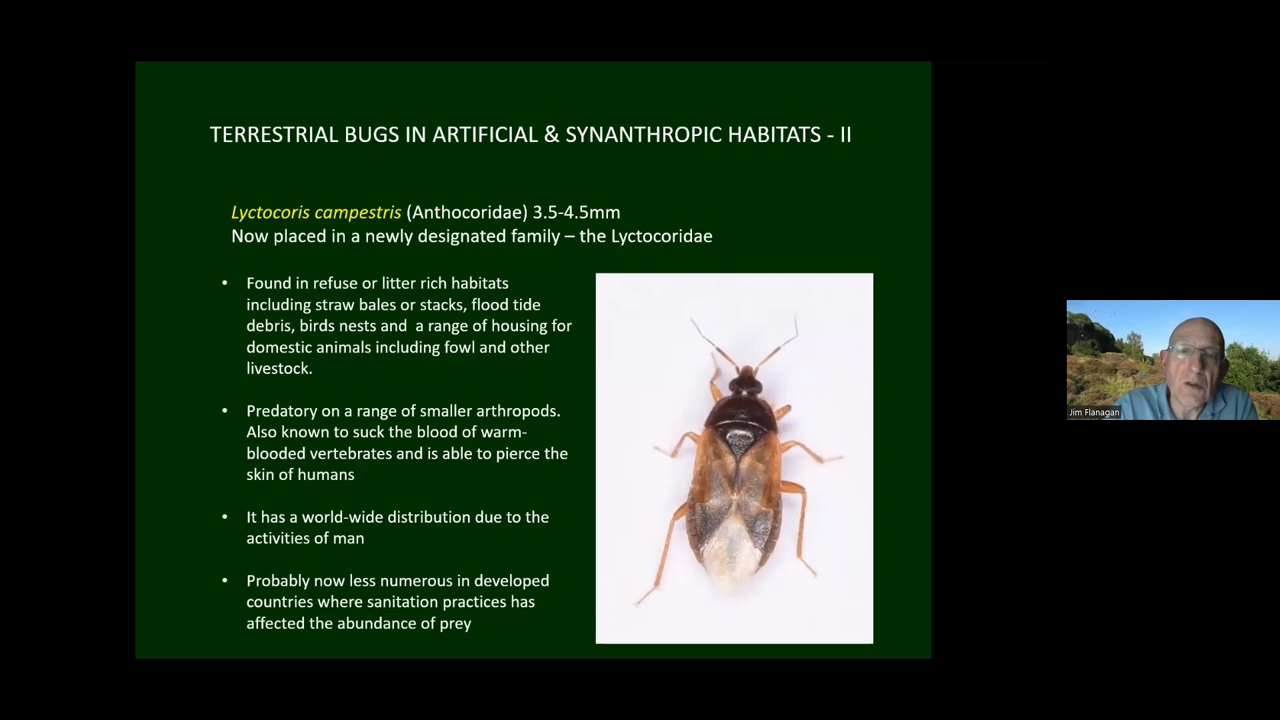 TERRESTRIAL BUGS IN ARTIFICIAL & SYNANTHROPIC HABITATS - II
Lyctocoris campestris (Anthocoridae) 3.5-4.5mm
Now placed in a newly designated family – the Lyctocoridae
• Found in refuse or litter rich habitats
including straw bales or stacks, flood tide
debris, birds nests and a range of housing for
domestic animals including fowl and other
livestock.
• Predatory on a range of smaller arthropods.
Also known to suck the blood of warm-
blooded vertebrates and is able to pierce the
skin of humans
• It has a world-wide distribution due to the
activities of man
• Probably now less numerous in developed
countries where sanitation practices has
affected the abundance of prey
Jim Flanagan